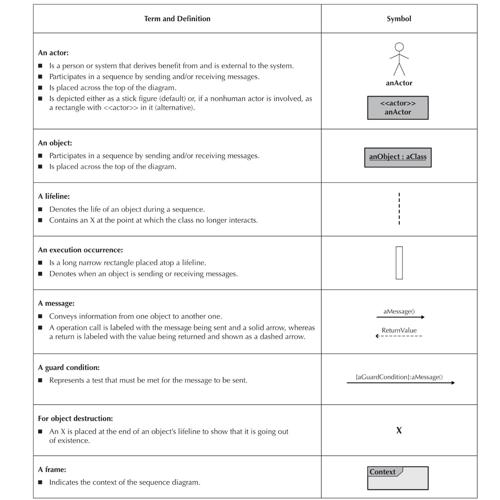 Term and Definition
Symbol
An actor:
■ Is a person or system that derives benefit from and is external to the system.
■ Participates in a sequence by sending and/or receiving messages.
■ Is placed across the top of the diagram.
■ Is depicted either as a stick figure (default) or, if a nonhuman actor is involved, as
a rectangle with <<actor>> in it (alternative).
anActor
<<actor>>
anActor
An object:
■ Participates in a sequence by sending and/or receiving messages.
■ Is placed across the top of the diagram.
anObject : aClass
A lifeline:
■ Denotes the life of an object during a sequence.
■ Contains an X at the point at which the class no longer interacts.
An execution occurrence:
■ Is a long narrow rectangle placed atop a lifeline.
■ Denotes when an object is sending or receiving messages.
A message:
■ Conveys information from one object to another one.
■ A operation call is labeled with the message being sent and a solid arrow, whereas
a return is labeled with the value being returned and shown as a dashed arrow.
aMessage()
ReturnValue
A guard condition:
■ Represents a test that must be met for the message to be sent.
[aGuardCondition]:aMessage()
For object destruction:
■ An X is placed at the end of an object's lifeline to show that it is going out
of existence.
X
A frame:
■ Indicates the context of the sequence diagram.
Context